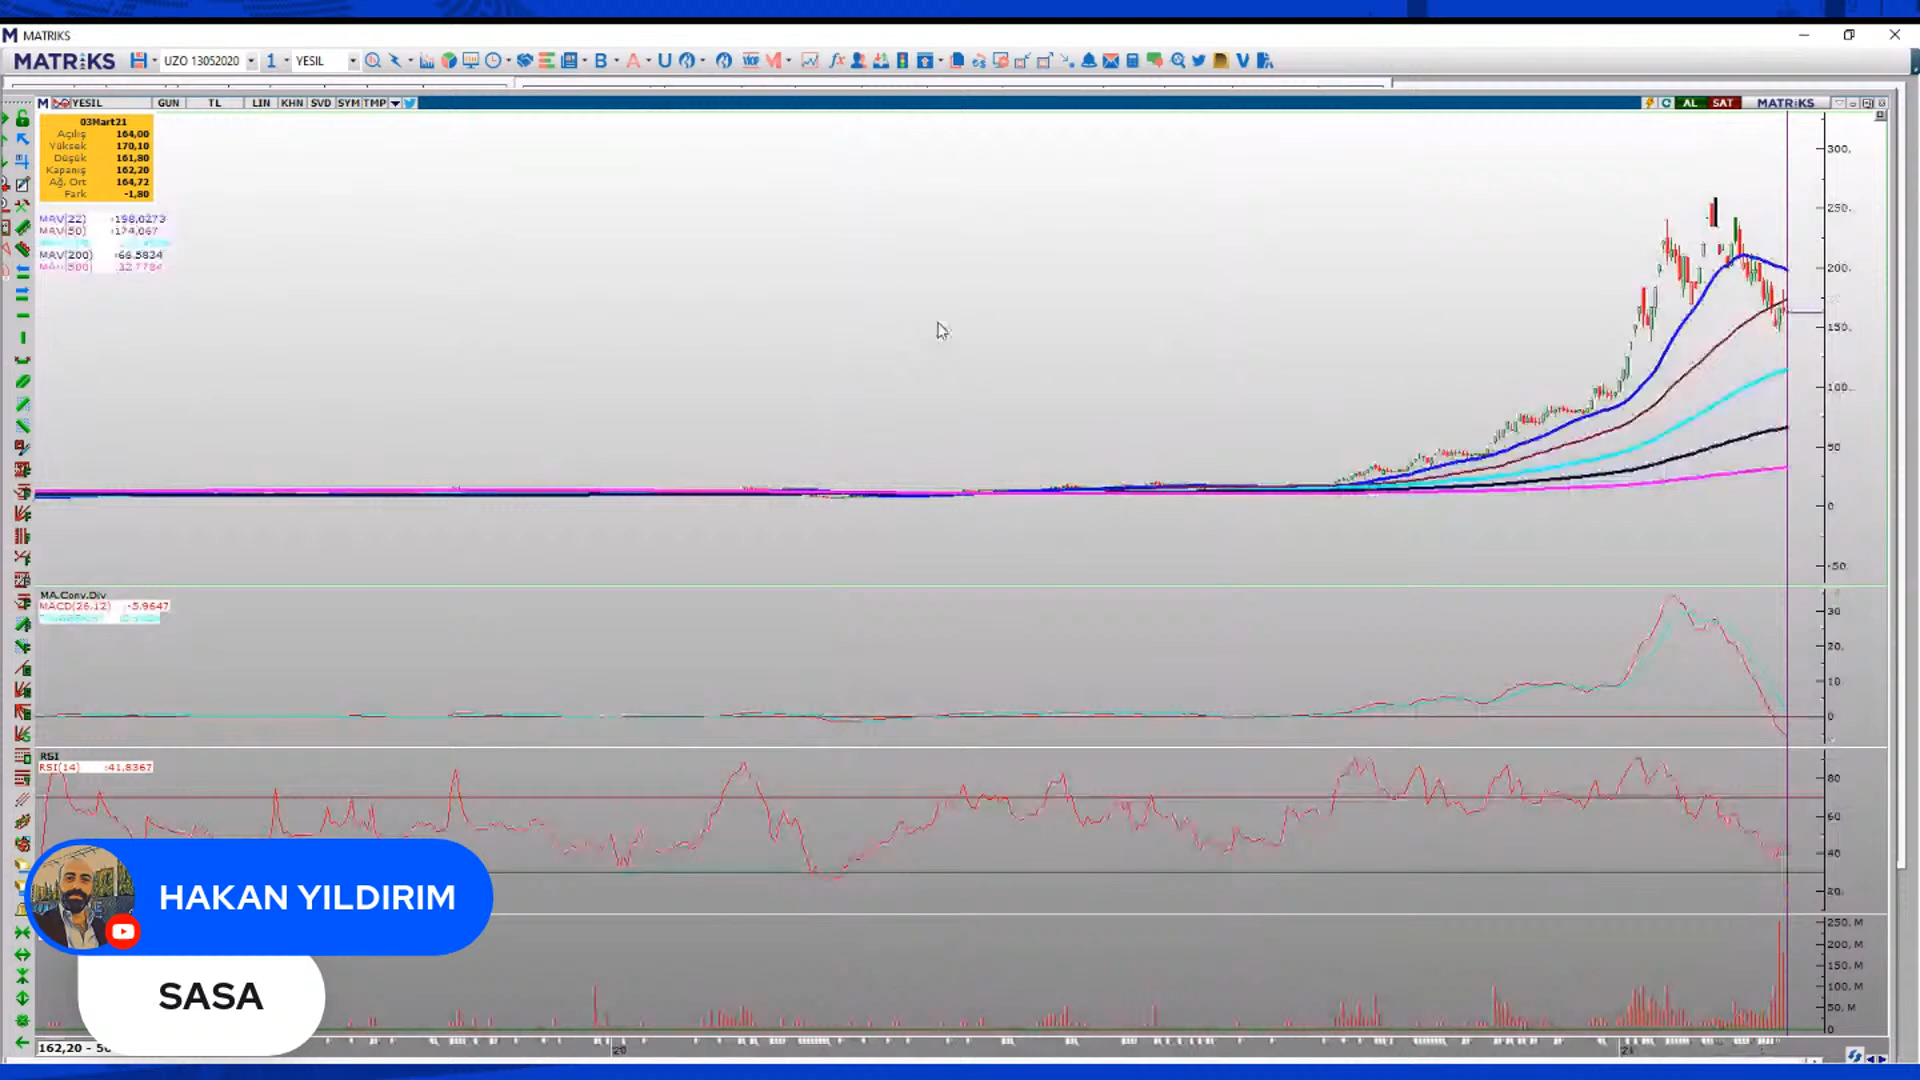 MATRIKS
MATRiKS UZO 13052020 1 YESIL
YESIL GUN TL LIN KHN SVD SYM TMP AL SAT MATRiKS
03Mart21
Açılış 164,00
Yüksek 170,10
Düşük 161,80
Kapanış 162,20
Ağ. Ort 164,72
Fark -1,80
MAV(22) :198,0273
MAV(50) :174,067
MAV(200) :66,5834
300,
250,
200,
150,
100,
50
0
-50
MA.Conv.Div
MACD(26,12) :-5,9647
30
20
10
0
RSI
RSI(14) :41,8367
80
60
40
20
250, M
200, M
150, M
100, M
50, M
0
HAKAN YILDIRIM
SASA
162,20 -
20
21